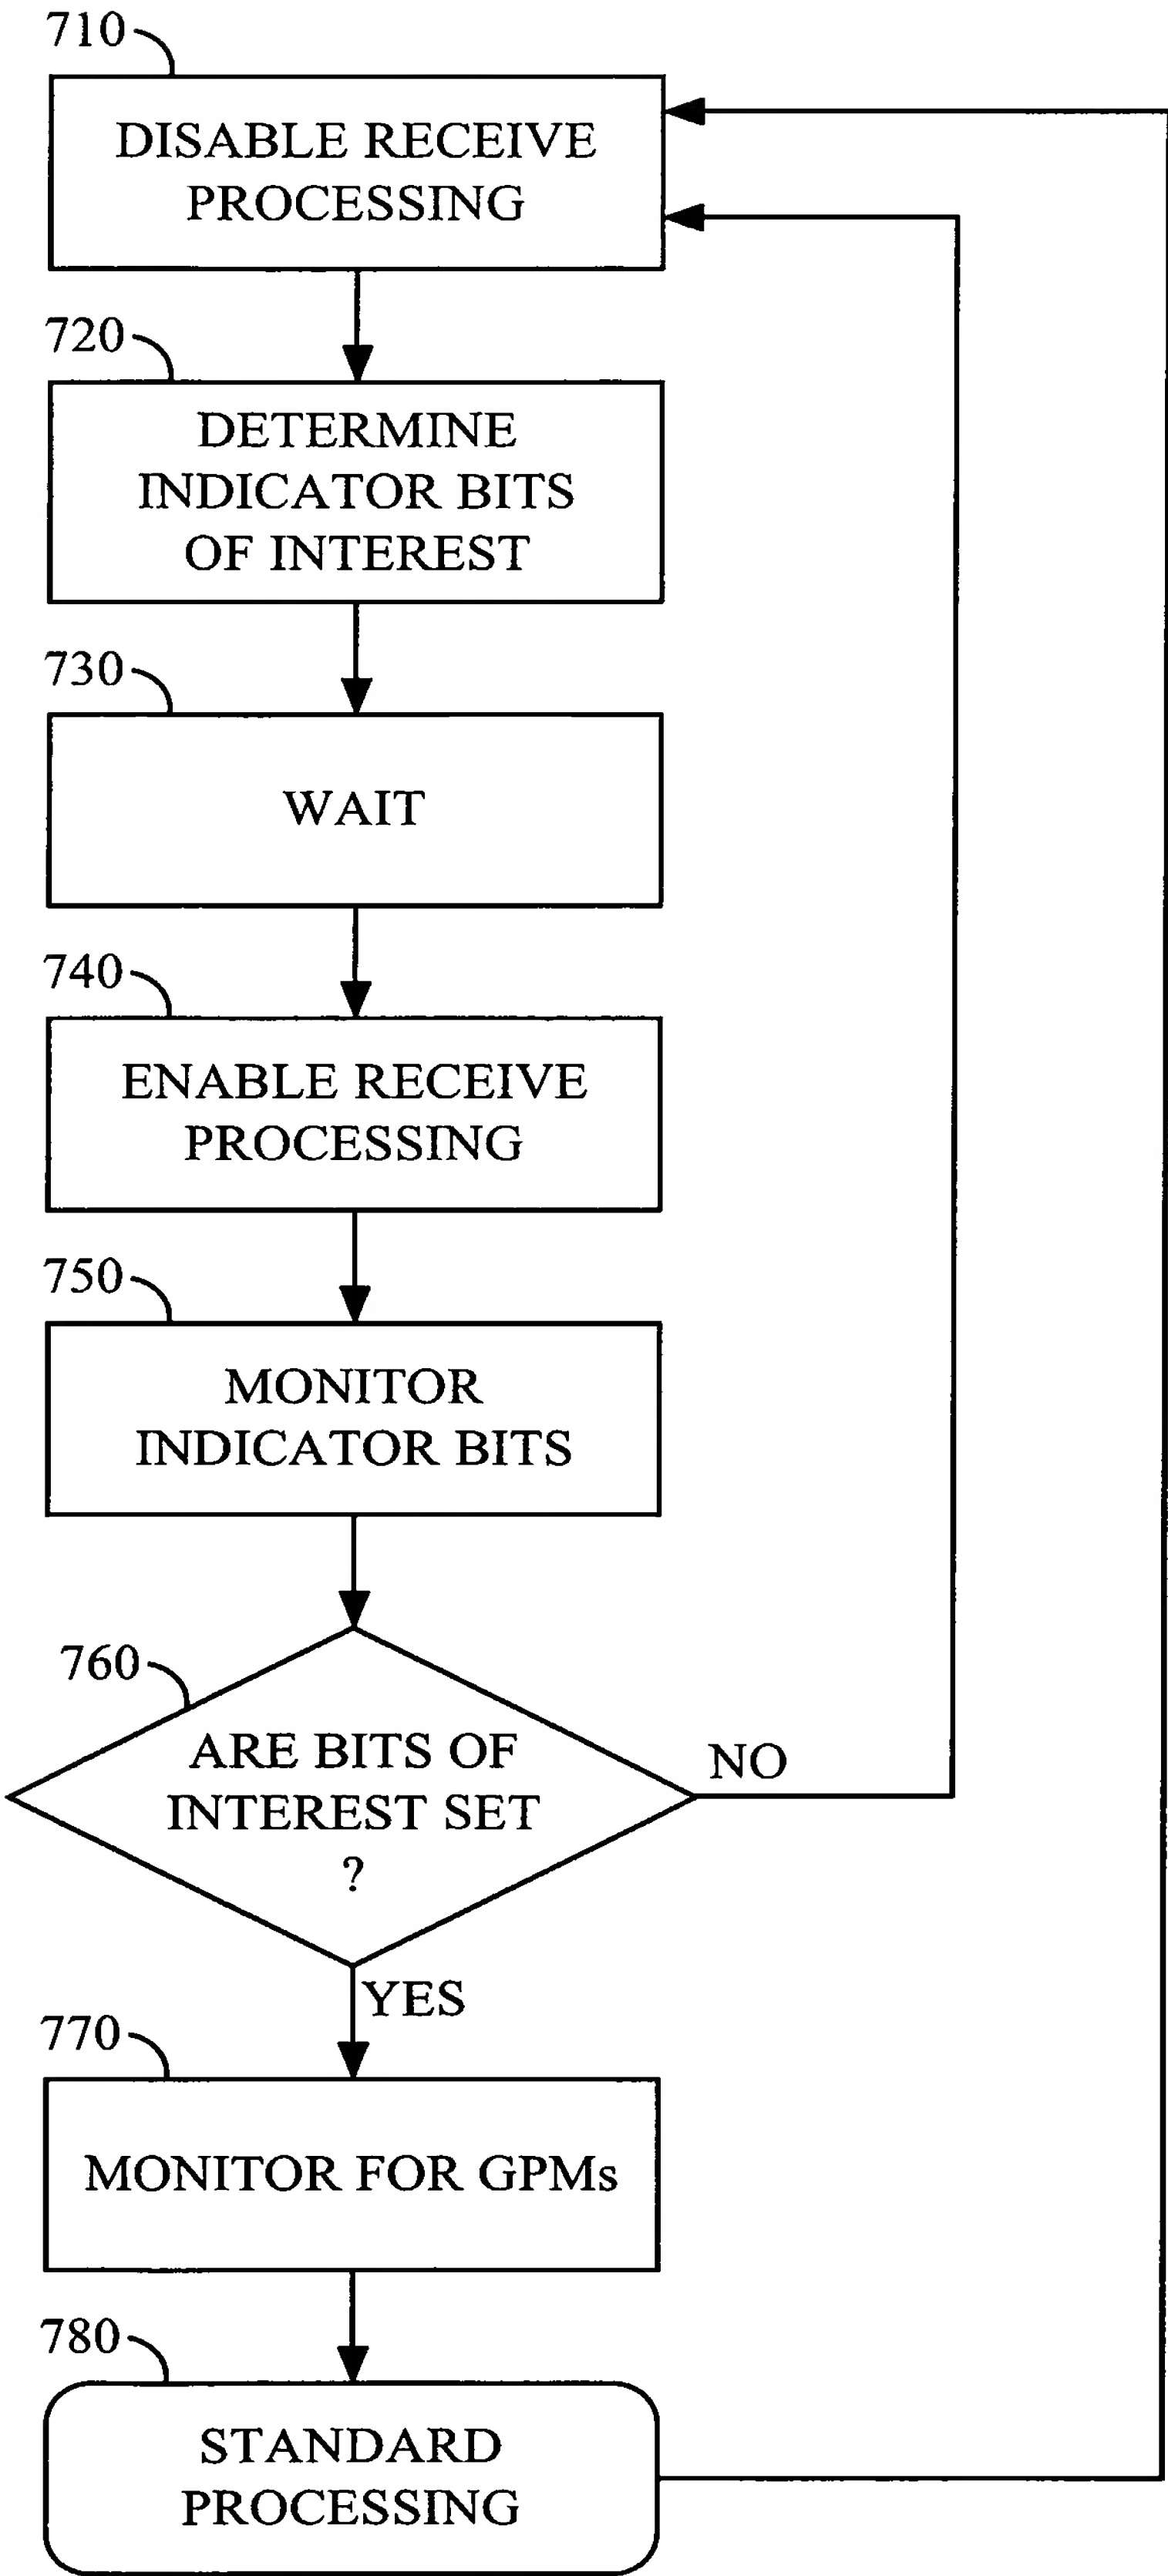 710
DISABLE RECEIVE
PROCESSING
720
DETERMINE
INDICATOR BITS
OF INTEREST
730
WAIT
740
ENABLE RECEIVE
PROCESSING
750
MONITOR
INDICATOR BITS
760
ARE BITS OF
INTEREST SET
?
NO
YES
770
MONITOR FOR GPMs
780
STANDARD
PROCESSING